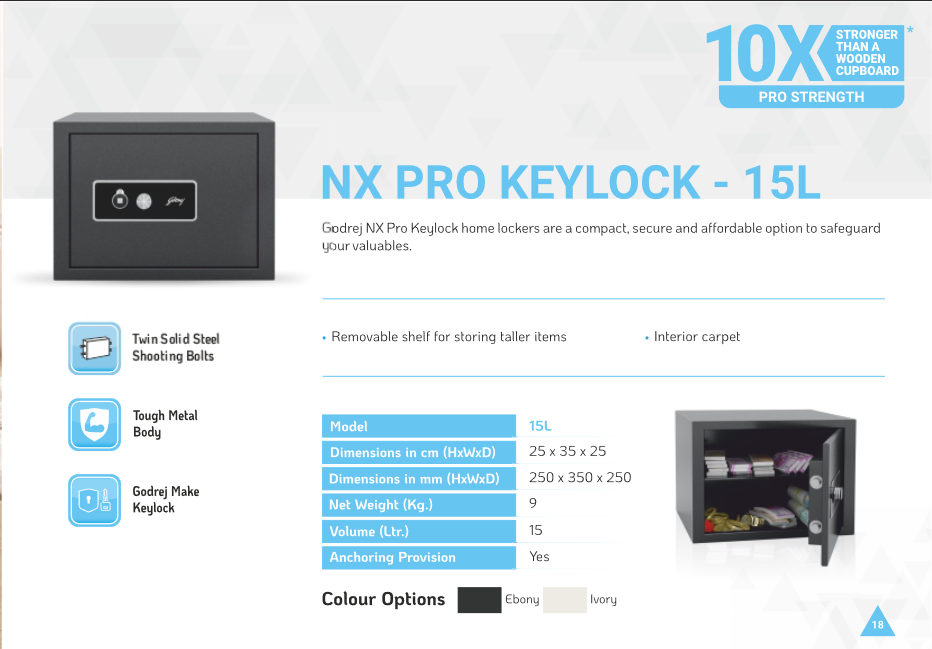 10X
STRONGER
THAN A
WOODEN
CUPBOARD
*
PRO STRENGTH
Godrej
NX PRO KEYLOCK - 15L
Godrej NX Pro Keylock home lockers are a compact, secure and affordable option to safeguard
your valuables.
• Removable shelf for storing taller items
• Interior carpet
Twin Solid Steel
Shooting Bolts
Tough Metal
Body
Godrej Make
Keylock
Model 15L
Dimensions in cm (HxWxD) 25 x 35 x 25
Dimensions in mm (HxWxD) 250 x 350 x 250
Net Weight (Kg.) 9
Volume (Ltr.) 15
Anchoring Provision Yes
Colour Options Ebony Ivory
18